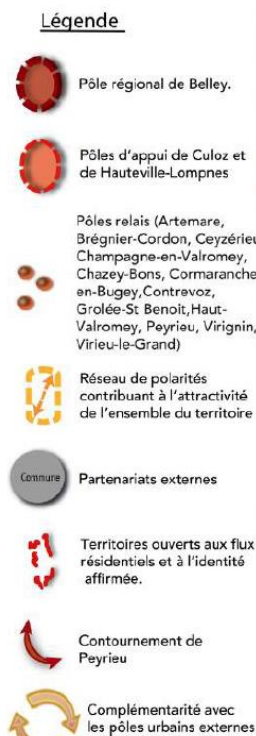 Légende
Pôle régional de Belley.
Pôles d'appui de Culoz et
de Hauteville-Lompnes
Pôles relais (Artemare,
Brégnier-Cordon, Ceyzérieu
Champagne-en-Valromey,
Chazey-Bons, Cormaranche
en-Bugey,Contrevoz,
Grolée-St Benoit,Haut-
Valromey, Peyrieu, Virignin,
Virieu-le-Grand)
Réseau de polarités
contribuant à l'attractivité
de l'ensemble du territoire
Commure
Partenariats externes
Territoires ouverts aux flux
résidentiels et à l'identité
affirmée.
Contournement de
Peyrieu
Complémentarité avec
les pôles urbains externes